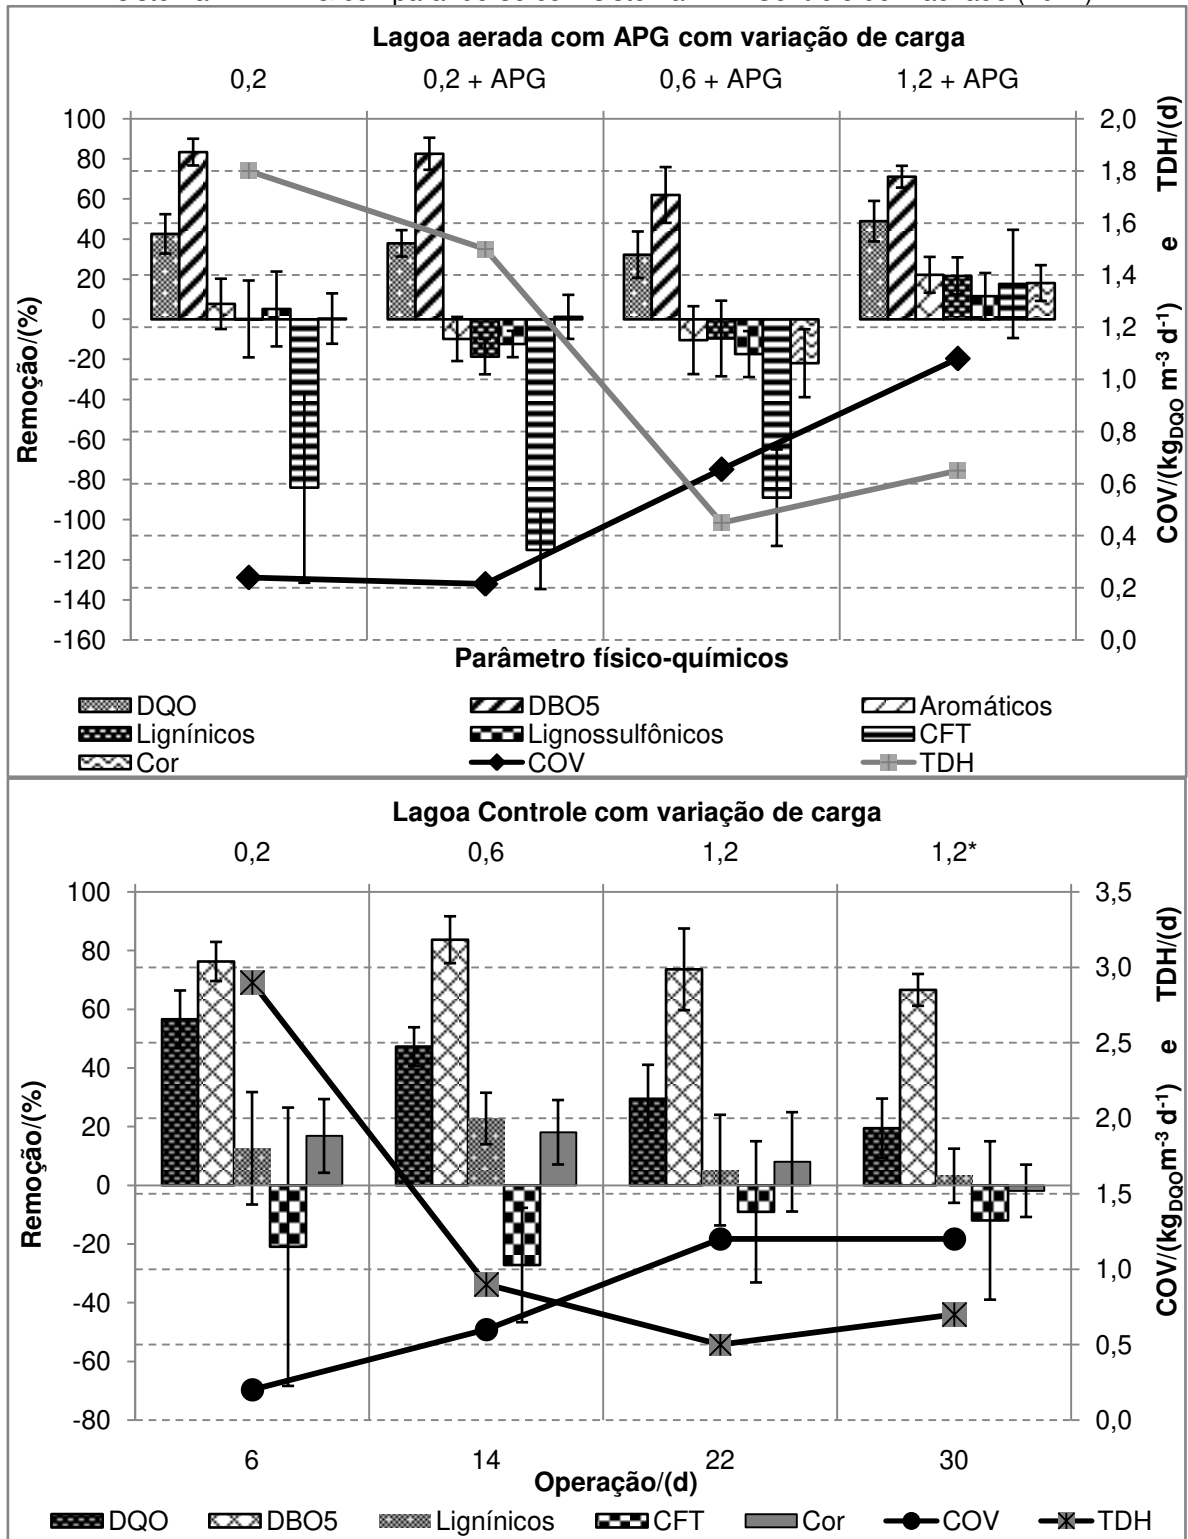 Lagoa aerada com APG com variação de carga
0,2 0,2 + APG 0,6 + APG 1,2 + APG
Remoção/(%)
100
80
60
40
20
0
-20
-40
-60
-80
-100
-120
-140
-160
COV/(kgDQO m-3 d-1) e TDH/(d)
2,0
1,8
1,6
1,4
1,2
1,0
0,8
0,6
0,4
0,2
0,0
Parâmetro físico-químicos
DQO DBO5 Aromáticos
Lignínicos Lignossulfônicos CFT
Cor COV TDH
Lagoa Controle com variação de carga
0,2 0,6 1,2 1,2*
Remoção/(%)
100
80
60
40
20
0
-20
-40
-60
-80
COV/(kgDQO m-3 d-1) e TDH/(d)
3,5
3,0
2,5
2,0
1,5
1,0
0,5
0,0
6 14 22 30
Operação/(d)
DQO DBO5 Lignínicos CFT Cor COV TDH